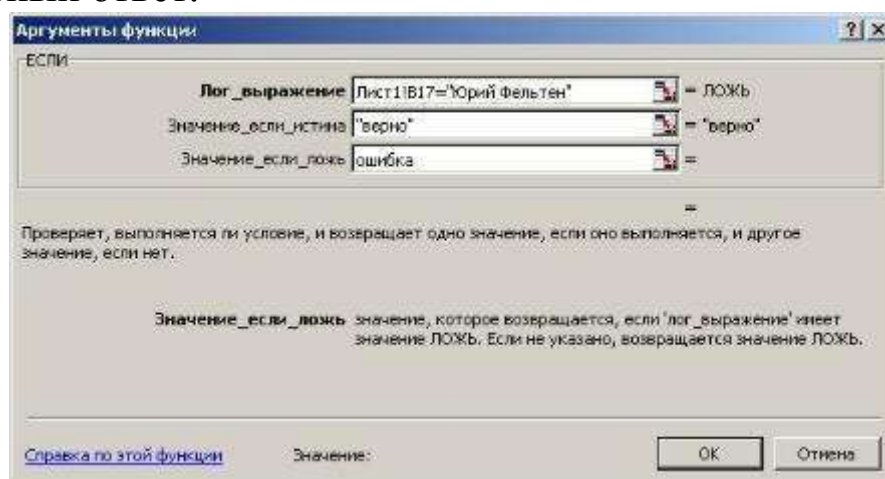 Аргументы функции
ЕСЛИ
Лог_выражение Лист1!B17="Юрий Фельтен" = ЛОЖЬ
Значение_если_истина "верно" = "верно"
Значение_если_ложь ошибка =
=
Проверяет, выполняется ли условие, и возвращает одно значение, если оно выполняется, и другое
значение, если нет.
Значение_если_ложь значение, которое возвращается, если 'лог_выражение' имеет
значение ЛОЖЬ. Если не указано, возвращается значение ЛОЖЬ.
Справка по этой функции Значение: ОК Отмена